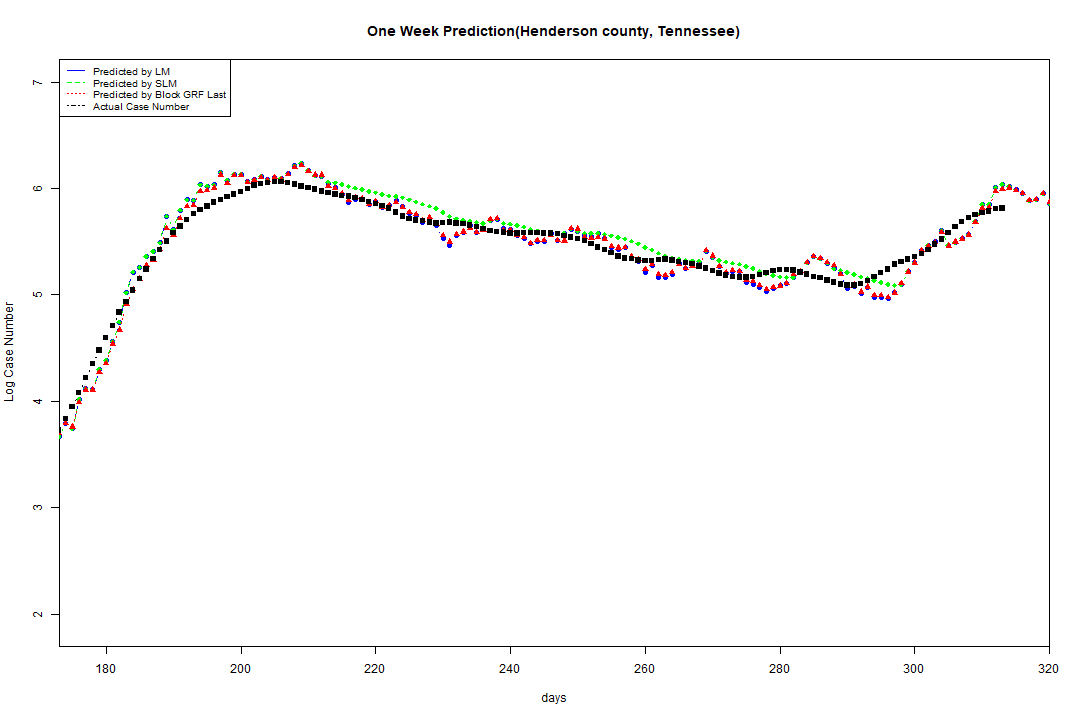 One Week Prediction(Henderson county, Tennessee)
Predicted by LM
Predicted by SLM
Predicted by Block GRF Last
Actual Case Number
7
6
5
4
3
2
Log Case Number
180 200 220 240 260 280 300 320
days